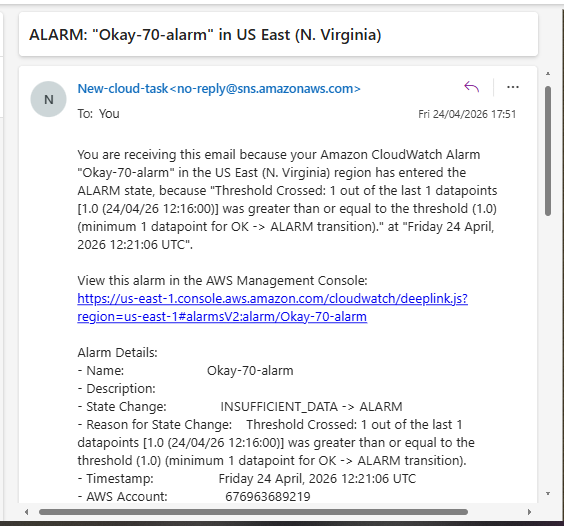 ALARM: "Okay-70-alarm" in US East (N. Virginia)
N
New-cloud-task<no-reply@sns.amazonaws.com>
To: You
Fri 24/04/2026 17:51
You are receiving this email because your Amazon CloudWatch Alarm
"Okay-70-alarm" in the US East (N. Virginia) region has entered the
ALARM state, because "Threshold Crossed: 1 out of the last 1 datapoints
[1.0 (24/04/26 12:16:00)] was greater than or equal to the threshold (1.0)
(minimum 1 datapoint for OK -> ALARM transition)." at "Friday 24 April,
2026 12:21:06 UTC".
View this alarm in the AWS Management Console:
https://us-east-1.console.aws.amazon.com/cloudwatch/deeplink.js?
region=us-east-1#alarmsV2:alarm/Okay-70-alarm
Alarm Details:
- Name: Okay-70-alarm
- Description:
- State Change: INSUFFICIENT_DATA -> ALARM
- Reason for State Change: Threshold Crossed: 1 out of the last 1
datapoints [1.0 (24/04/26 12:16:00)] was greater than or equal to the
threshold (1.0) (minimum 1 datapoint for OK -> ALARM transition).
- Timestamp: Friday 24 April, 2026 12:21:06 UTC
- AWS Account: 676963689219